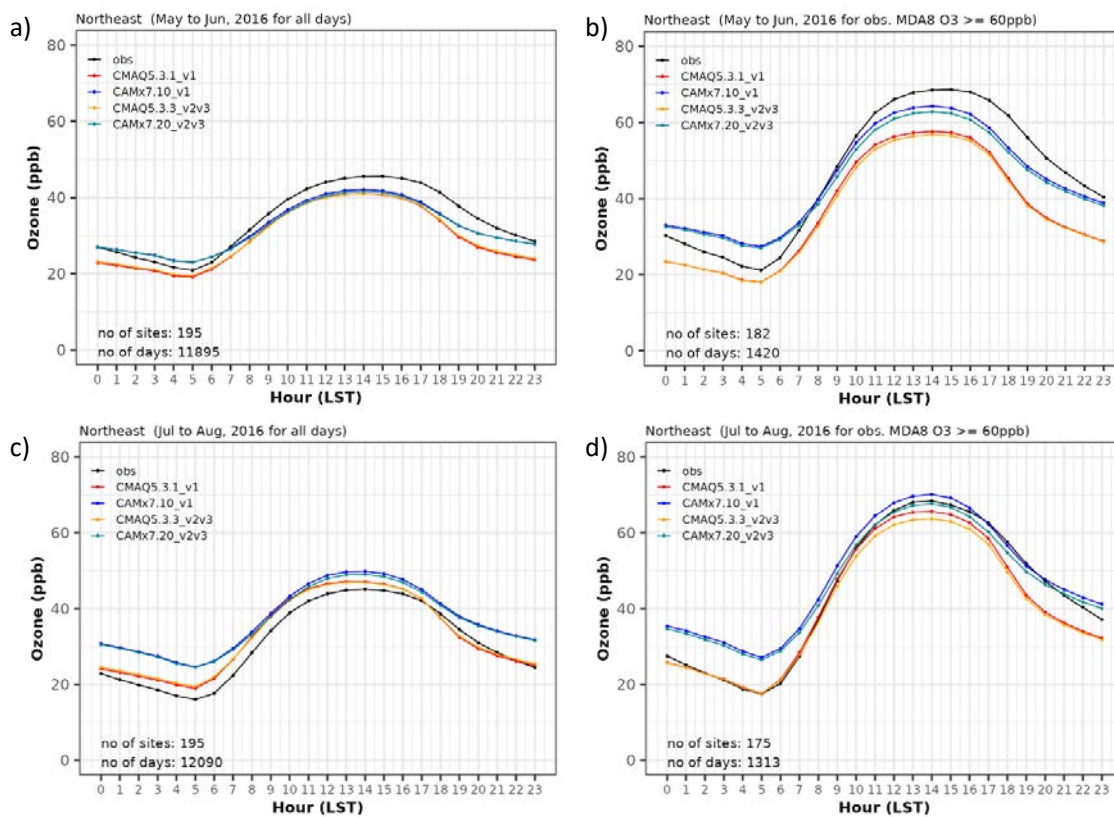 a)
Northeast (May to Jun, 2016 for all days)
80
60
40
20
0
Ozone (ppb)
obs
CMAQ5.3.1_v1
CAMx7.10_v1
CMAQ5.3.3_v2v3
CAMx7.20_v2v3
no of sites: 195
no of days: 11895
0 1 2 3 4 5 6 7 8 9 10 11 12 13 14 15 16 17 18 19 20 21 22 23
Hour (LST)
b)
Northeast (May to Jun, 2016 for obs. MDA8 O3 >= 60ppb)
80
60
40
20
0
Ozone (ppb)
obs
CMAQ5.3.1_v1
CAMx7.10_v1
CMAQ5.3.3_v2v3
CAMx7.20_v2v3
no of sites: 182
no of days: 1420
0 1 2 3 4 5 6 7 8 9 10 11 12 13 14 15 16 17 18 19 20 21 22 23
Hour (LST)
c)
Northeast (Jul to Aug, 2016 for all days)
80
60
40
20
0
Ozone (ppb)
obs
CMAQ5.3.1_v1
CAMx7.10_v1
CMAQ5.3.3_v2v3
CAMx7.20_v2v3
no of sites: 195
no of days: 12090
0 1 2 3 4 5 6 7 8 9 10 11 12 13 14 15 16 17 18 19 20 21 22 23
Hour (LST)
d)
Northeast (Jul to Aug, 2016 for obs. MDA8 O3 >= 60ppb)
80
60
40
20
0
Ozone (ppb)
obs
CMAQ5.3.1_v1
CAMx7.10_v1
CMAQ5.3.3_v2v3
CAMx7.20_v2v3
no of sites: 175
no of days: 1313
0 1 2 3 4 5 6 7 8 9 10 11 12 13 14 15 16 17 18 19 20 21 22 23
Hour (LST)